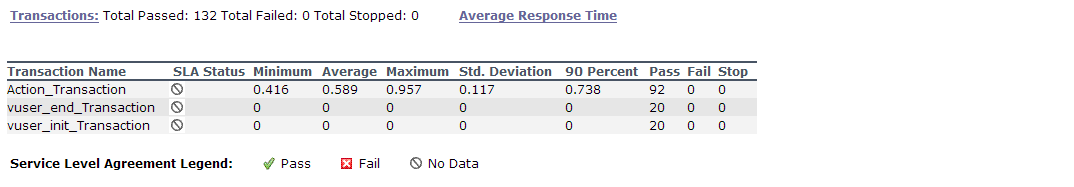 Transactions: Total Passed: 132 Total Failed: 0 Total Stopped: 0 Average Response Time
Transaction Name SLA Status Minimum Average Maximum Std. Deviation 90 Percent Pass Fail Stop
Action_Transaction 0.416 0.589 0.957 0.117 0.738 92 0 0
vuser_end_Transaction 0 0 0 0 0 20 0 0
vuser_init_Transaction 0 0 0 0 0 20 0 0
Service Level Agreement Legend: Pass Fail No Data